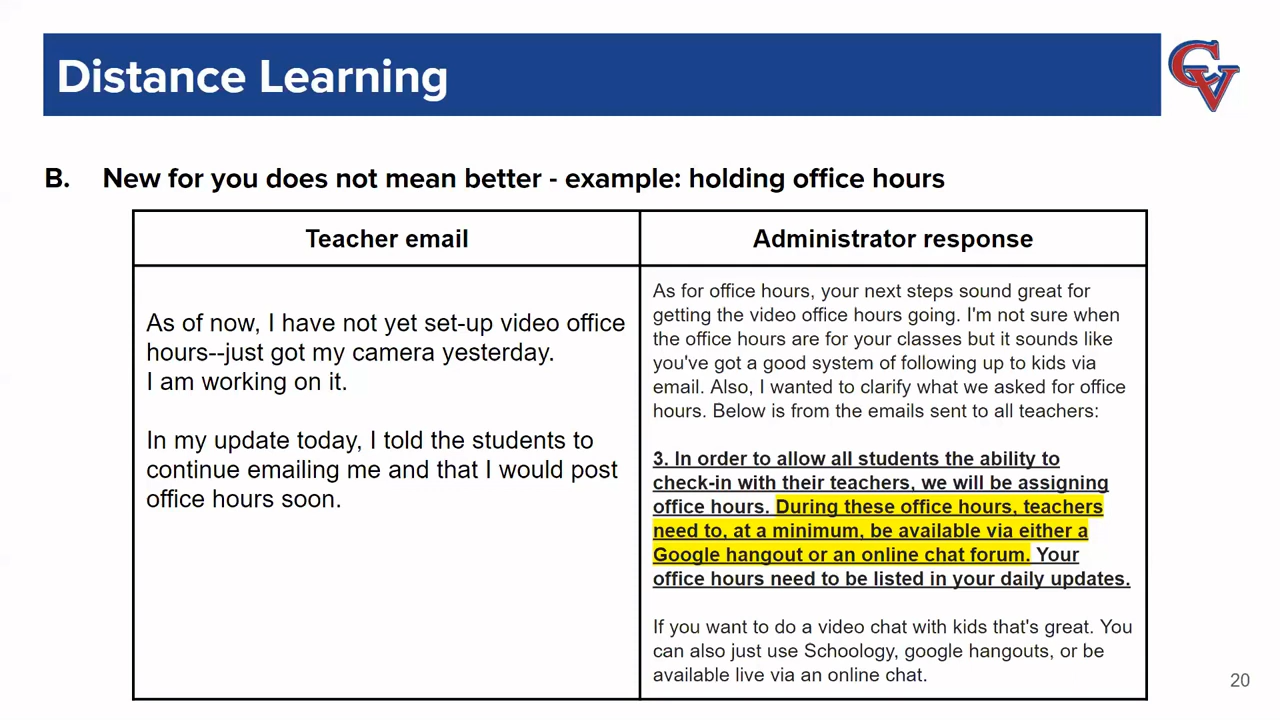 Distance Learning
CV
B. New for you does not mean better - example: holding office hours
Teacher email
Administrator response
As of now, I have not yet set-up video office
hours--just got my camera yesterday.
I am working on it.
In my update today, I told the students to
continue emailing me and that I would post
office hours soon.
As for office hours, your next steps sound great for
getting the video office hours going. I'm not sure when
the office hours are for your classes but it sounds like
you've got a good system of following up to kids via
email. Also, I wanted to clarify what we asked for office
hours. Below is from the emails sent to all teachers:
3. In order to allow all students the ability to
check-in with their teachers, we will be assigning
office hours. During these office hours, teachers
need to, at a minimum, be available via either a
Google hangout or an online chat forum. Your
office hours need to be listed in your daily updates.
If you want to do a video chat with kids that's great. You
can also just use Schoology, google hangouts, or be
available live via an online chat.
20